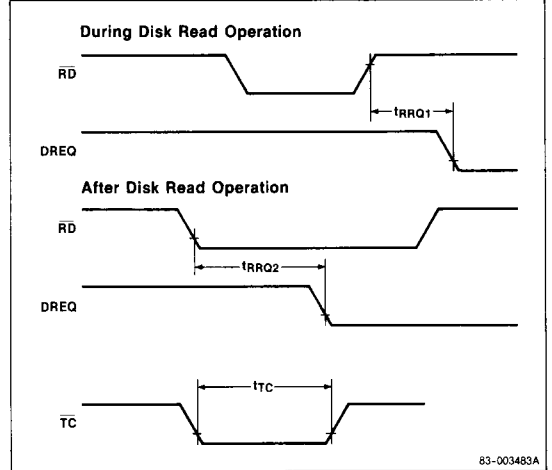 During Disk Read Operation
RD
tRRQ1
DREQ
After Disk Read Operation
RD
tRRQ2
DREQ
tTC
TC
83-003483A